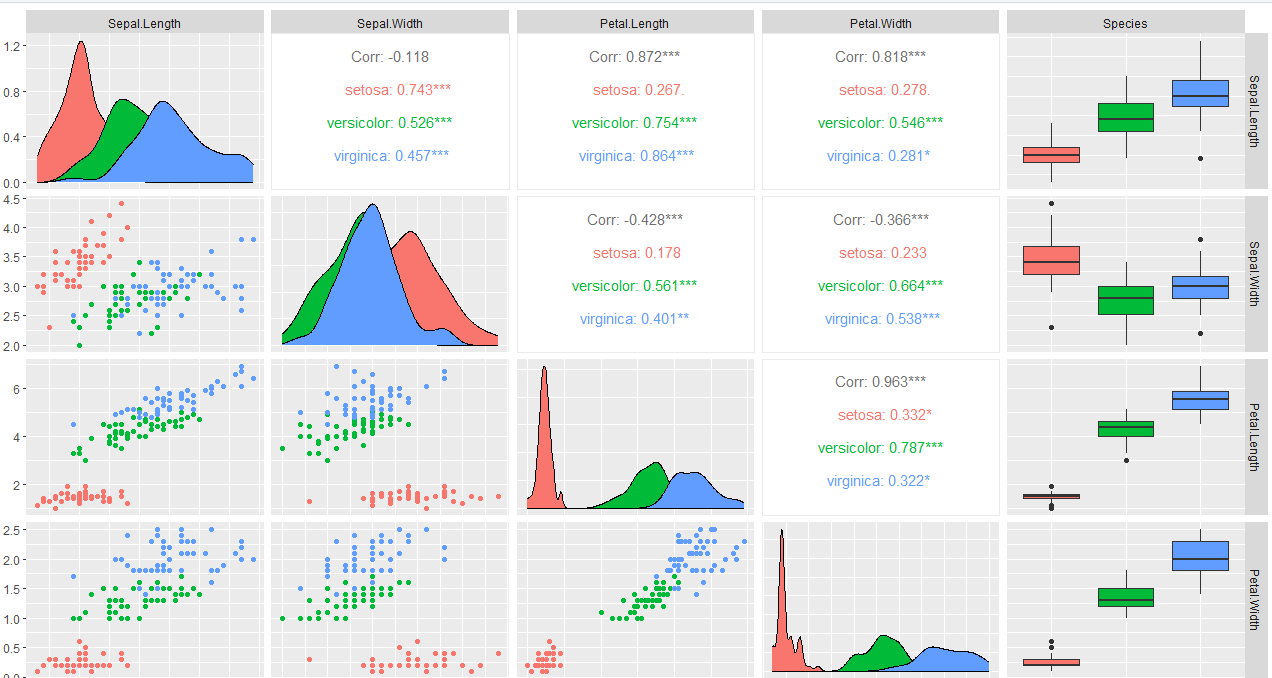 Sepal.Length
Sepal.Width
Petal.Length
Petal.Width
Species
1.2
0.8
0.4
0.0
Corr: -0.118
setosa: 0.743***
versicolor: 0.526***
virginica: 0.457***
Corr: 0.872***
setosa: 0.267.
versicolor: 0.754***
virginica: 0.864***
Corr: 0.818***
setosa: 0.278.
versicolor: 0.546***
virginica: 0.281*
Sepal.Length
4.5
4.0
3.5
3.0
2.5
2.0
Corr: -0.428***
setosa: 0.178
versicolor: 0.561***
virginica: 0.401**
Corr: -0.366***
setosa: 0.233
versicolor: 0.664***
virginica: 0.538***
Sepal.Width
6
4
2
Corr: 0.963***
setosa: 0.332*
versicolor: 0.787***
virginica: 0.322*
Petal.Length
2.5
2.0
1.5
1.0
0.5
0.0
Petal.Width